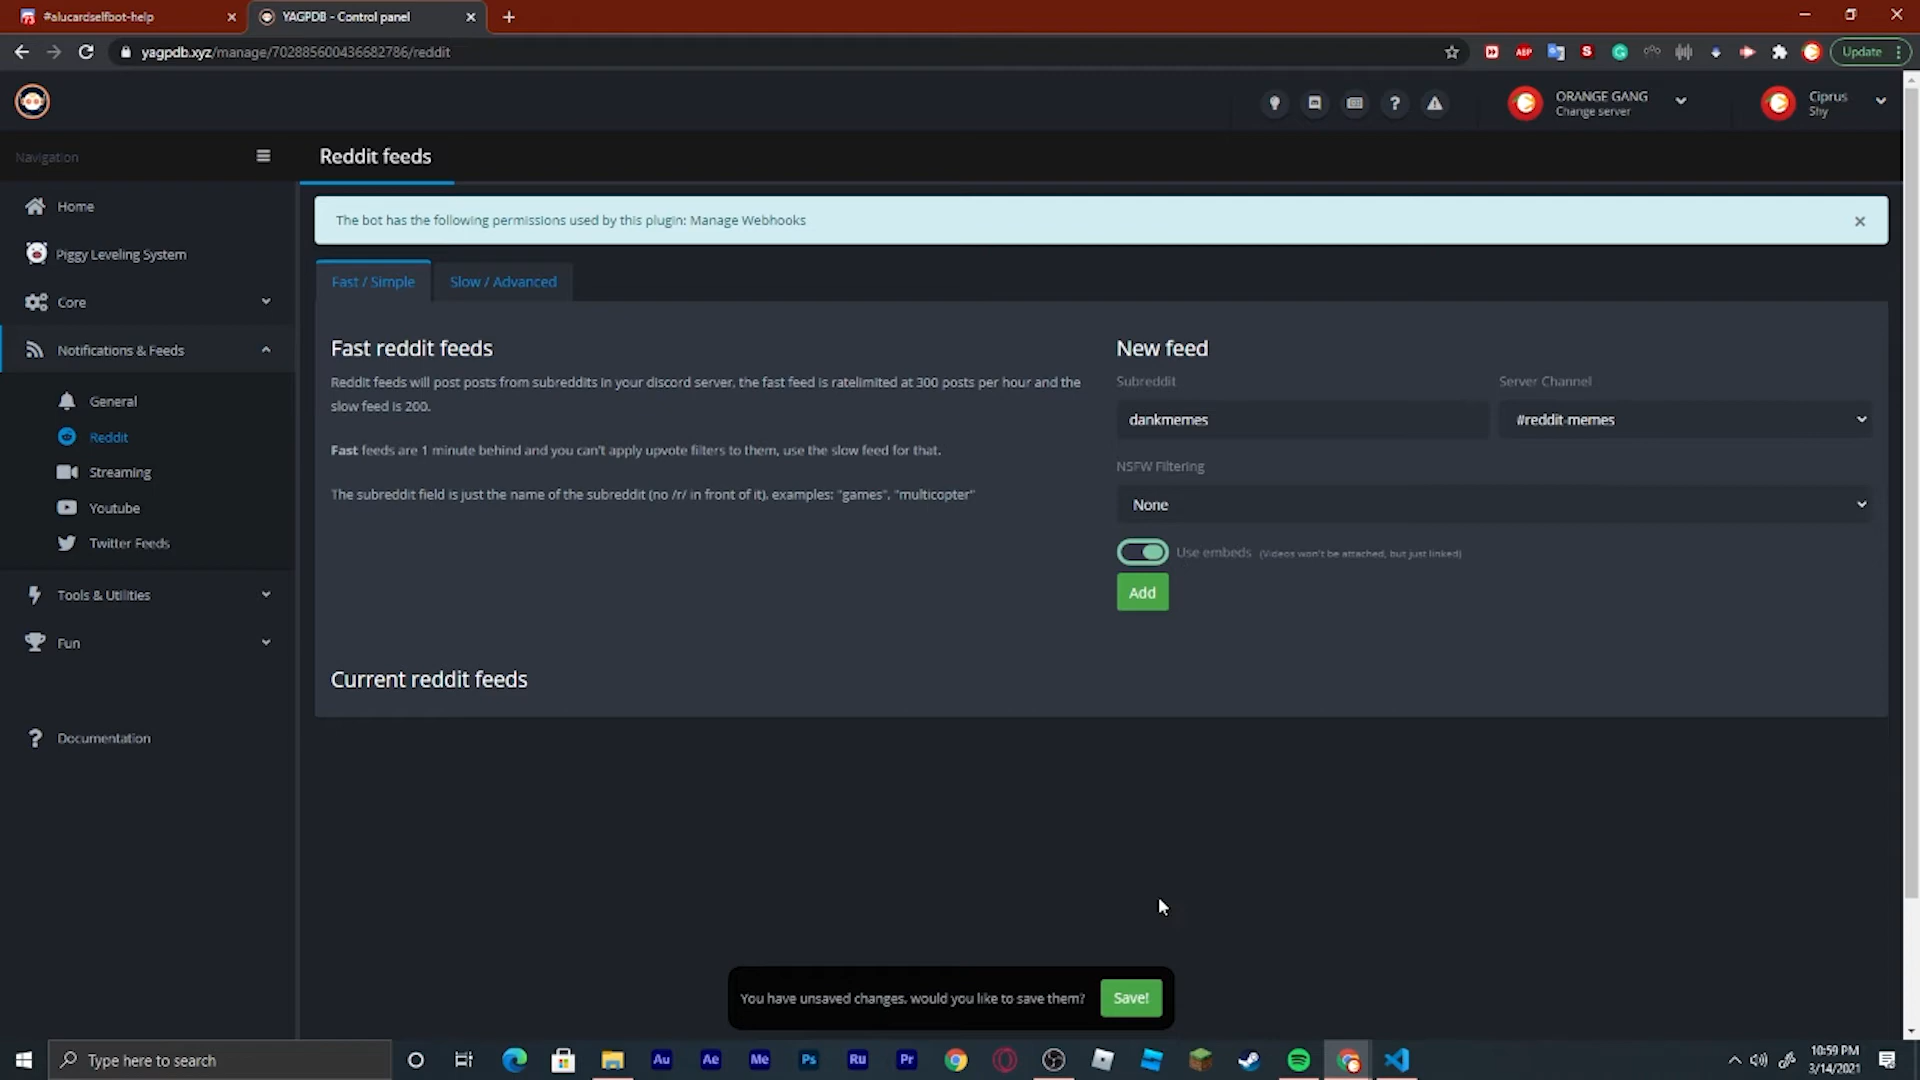 #alucardselfbot-help
YAGPDB - Control panel
yagpdb.xyz/manage/702885600436682786/reddit
ABP
Update
ORANGE GANG
Change server
Ciprus
Shy
Navigation
Reddit feeds
Home
Piggy Leveling System
Core
Notifications & Feeds
General
Reddit
Streaming
Youtube
Twitter Feeds
Tools & Utilities
Fun
Documentation
The bot has the following permissions used by this plugin: Manage Webhooks
Fast / Simple
Slow / Advanced
Fast reddit feeds
Reddit feeds will post posts from subreddits in your discord server, the fast feed is ratelimited at 300 posts per hour and the
slow feed is 200.
Fast feeds are 1 minute behind and you can't apply upvote filters to them, use the slow feed for that.
The subreddit field is just the name of the subreddit (no /r/ in front of it), examples: "games", "multicopter"
New feed
Subreddit
Server Channel
dankmemes
#reddit-memes
NSFW Filtering
None
Use embeds (Videos won't be attached, but just linked)
Add
Current reddit feeds
You have unsaved changes, would you like to save them?
Save!
Type here to search
Au
Ae
Me
Ps
Ru
Pr
10:59 PM
3/14/2021